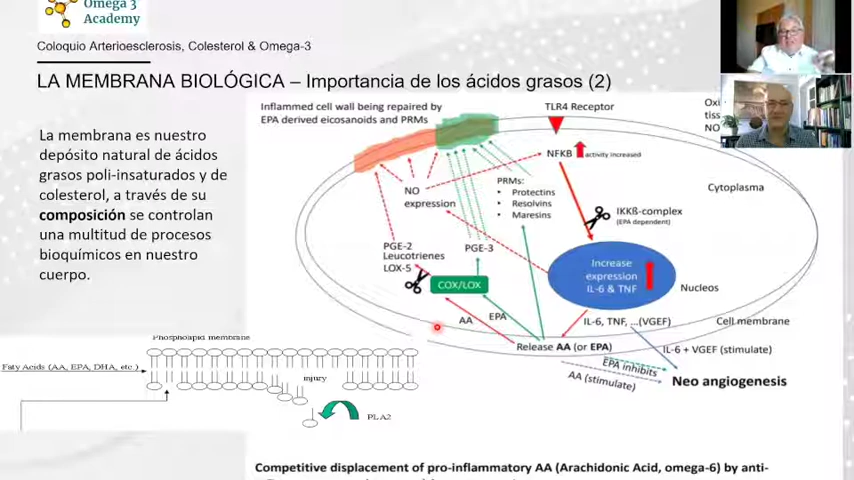 Omega 3
Academy
Coloquio Arterioesclerosis, Colesterol & Omega-3
LA MEMBRANA BIOLÓGICA – Importancia de los ácidos grasos (2)
La membrana es nuestro
depósito natural de ácidos
grasos poli-insaturados y de
colesterol, a través de su
composición se controlan
una multitud de procesos
bioquímicos en nuestro
cuerpo.
Inflammed cell wall being repaired by
EPA derived eicosanoids and PRMs
TLR4 Receptor
Oxi
tiss
NO
NFKB activity increased
Cytoplasma
NO
expression
PRMs:
• Protectins
• Resolvins
• Maresins
IKKß-complex
(EPA dependent)
PGE-2
Leucotrienes
LOX-5
PGE-3
COX/LOX
Increase
expression
IL-6 & TNF
Nucleos
AA
EPA
IL-6, TNF, ...(VGEF)
Cell membrane
Release AA (or EPA)
IL-6 + VGEF (stimulate)
EPA inhibits
AA (stimulate)
Neo angiogenesis
Phospholipid membrane
Fatty Acids (AA, EPA, DHA, etc.)
injury
PLA2
Competitive displacement of pro-inflammatory AA (Arachidonic Acid, omega-6) by anti-